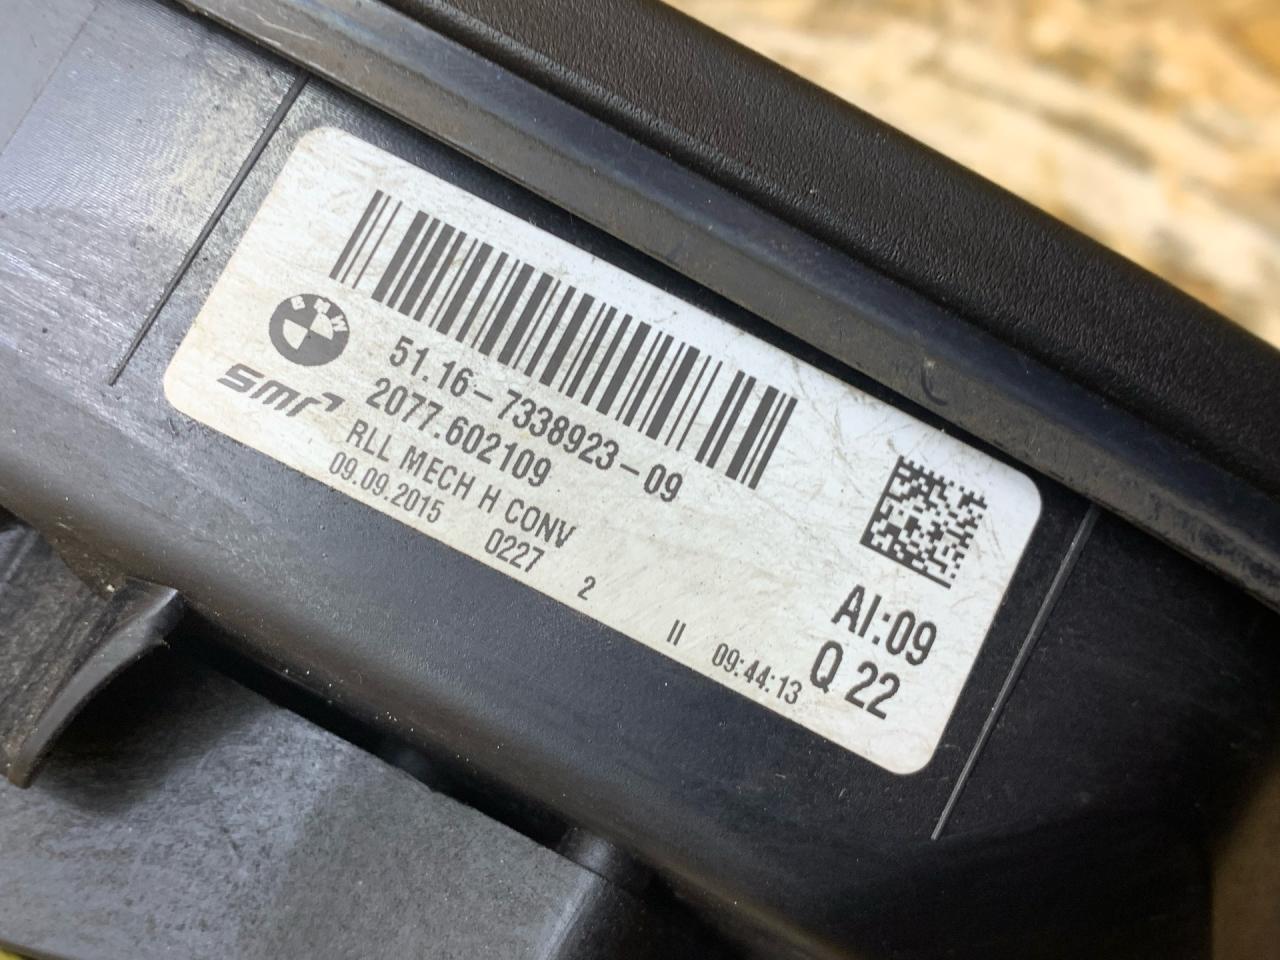 BMW
51.16-7338923-09
smr
2077.602109
RLL MECH H CONV
09.09.2015 0227 2 II 09:44:13
AI:09
Q 22